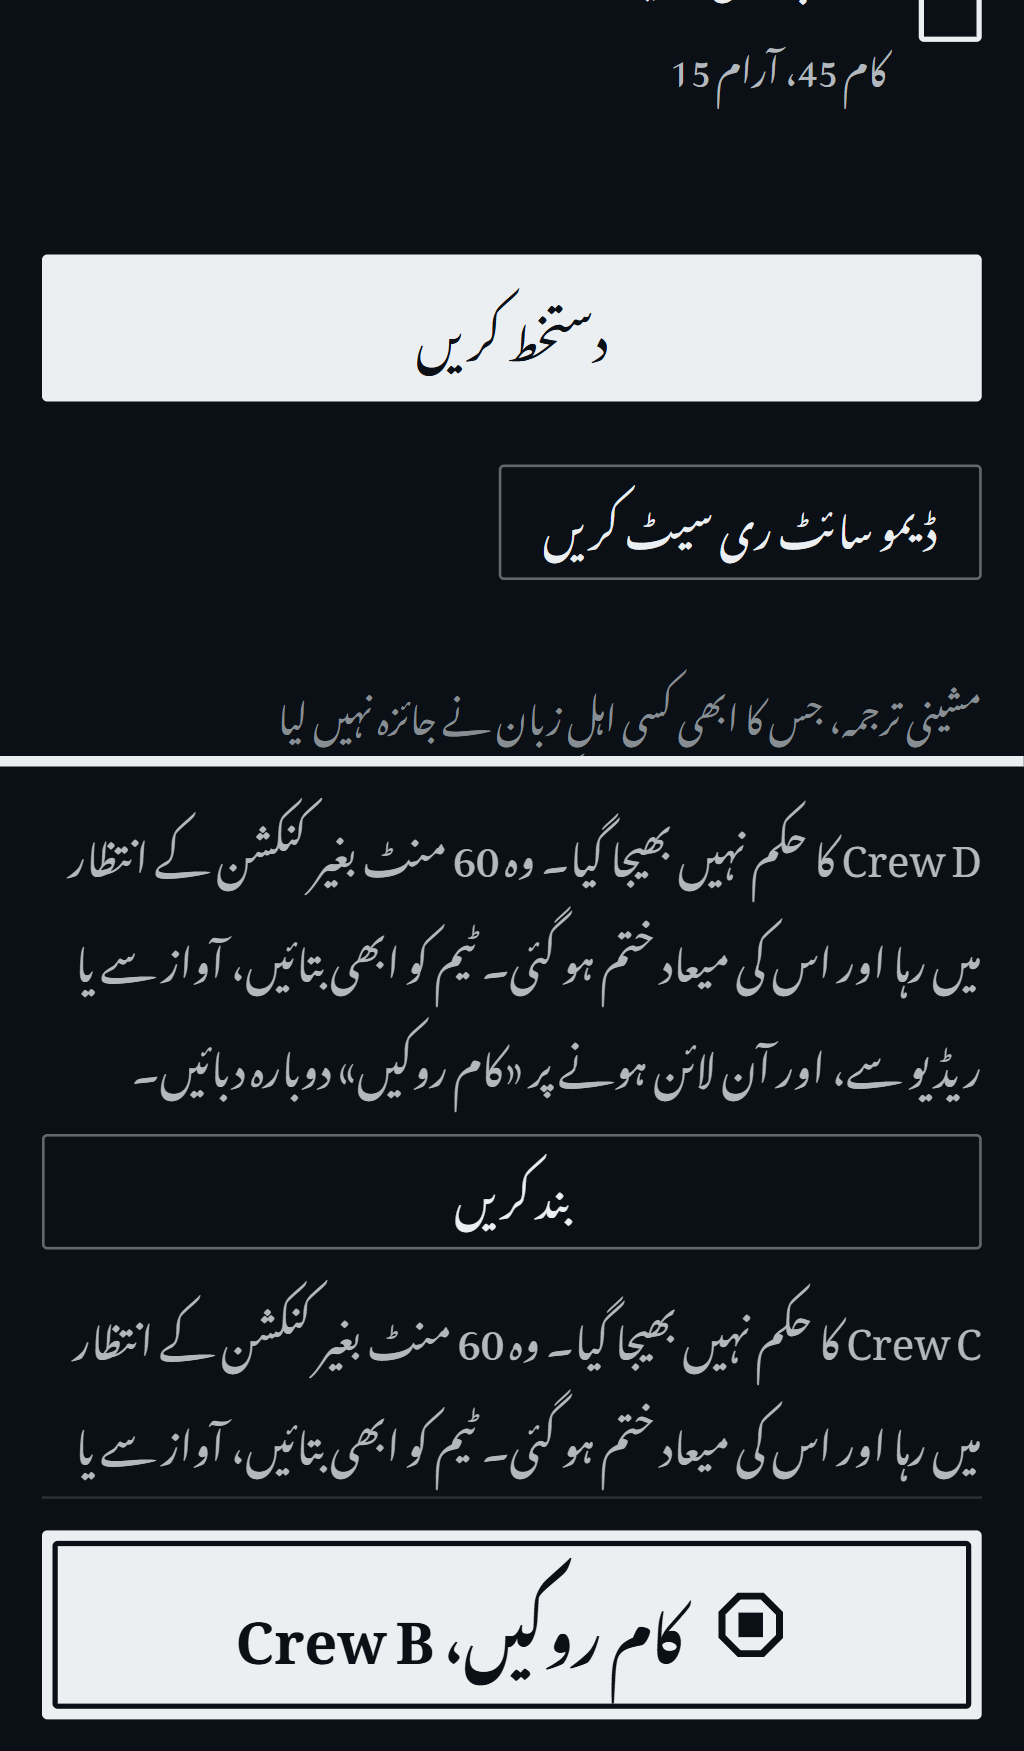 کام 45، آرام 15
دستخط کریں
ڈیمو سائٹ ری سیٹ کریں
مشینی ترجمہ، جس کا ابھی کسی اہلِ زبان نے جائزہ نہیں لیا
Crew D کا حکم نہیں بھیجا گیا۔ وہ 60 منٹ بغیر کنکشن کے انتظار
میں رہا اور اس کی میعاد ختم ہو گئی۔ ٹیم کو ابھی بتائیں، آواز سے یا
ریڈیو سے، اور آن لائن ہونے پر «کام روکیں» دوبارہ دبائیں۔
بند کریں
Crew C کا حکم نہیں بھیجا گیا۔ وہ 60 منٹ بغیر کنکشن کے انتظار
میں رہا اور اس کی میعاد ختم ہو گئی۔ ٹیم کو ابھی بتائیں، آواز سے یا
کام روکیں، Crew B